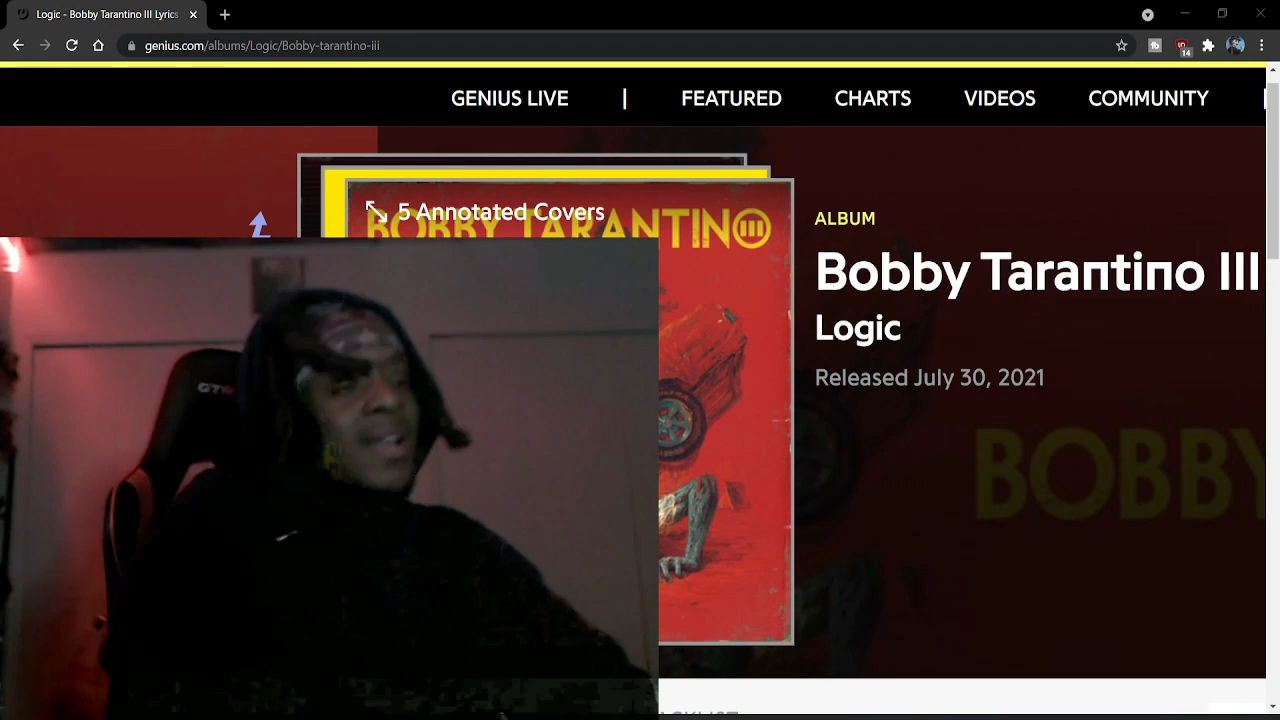 Logic - Bobby Tarantino III Lyrics
genius.com/albums/Logic/Bobby-tarantino-iii
14
GENIUS LIVE | FEATURED CHARTS VIDEOS COMMUNITY
5 Annotated Covers
BOBBY TARANTINO III
ALBUM
Bobby Tarantino III
Logic
Released July 30, 2021
BOBBY